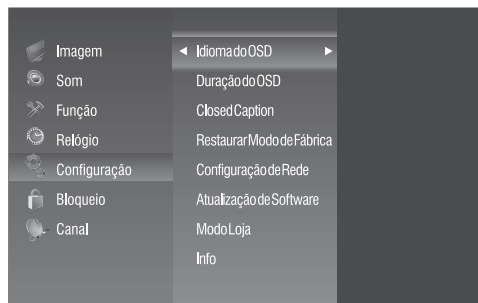 Imagem
Som
Função
Relógio
Configuração
Bloqueio
Canal
Idioma do OSD
Duração do OSD
Closed Caption
Restaurar Modo de Fábrica
Configuração de Rede
Atualização de Software
Modo Loja
Info